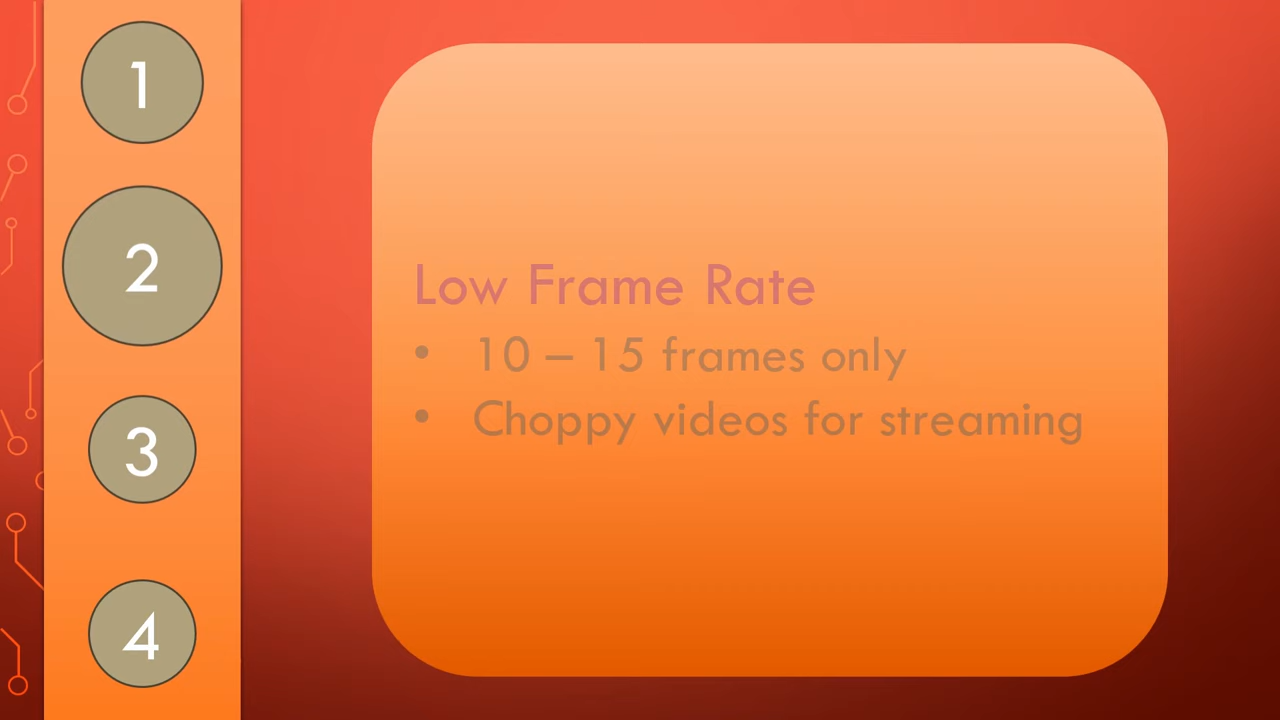 1
2
3
4
Low Frame Rate
• 10 – 15 frames only
• Choppy videos for streaming